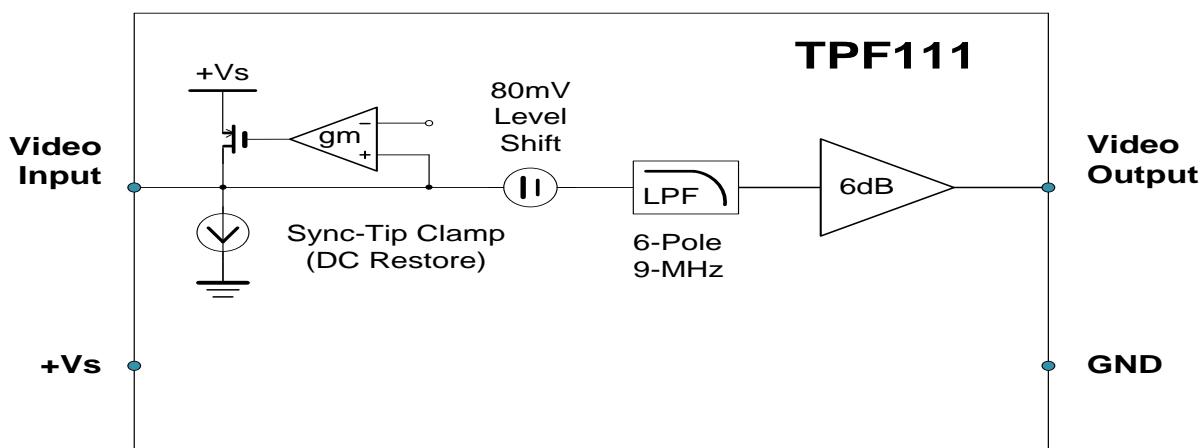 TPF111
+Vs
80mV
Level
Shift
gm
−
+
Video
Input
Video
Output
6dB
LPF
Sync-Tip Clamp
(DC Restore)
6-Pole
9-MHz
+Vs
GND